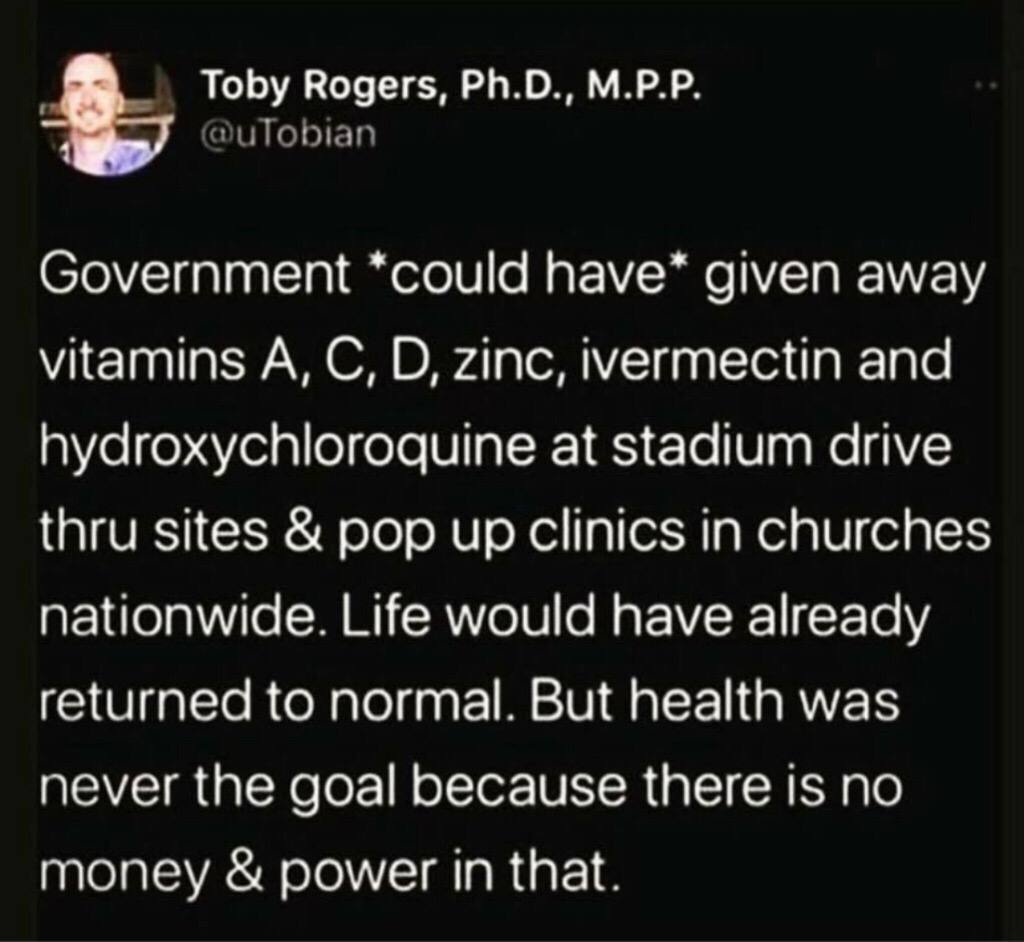 Toby Rogers, Ph.D., M.P.P.
@uTobian
Government *could have* given away
vitamins A, C, D, zinc, ivermectin and
hydroxychloroquine at stadium drive
thru sites & pop up clinics in churches
nationwide. Life would have already
returned to normal. But health was
never the goal because there is no
money & power in that.